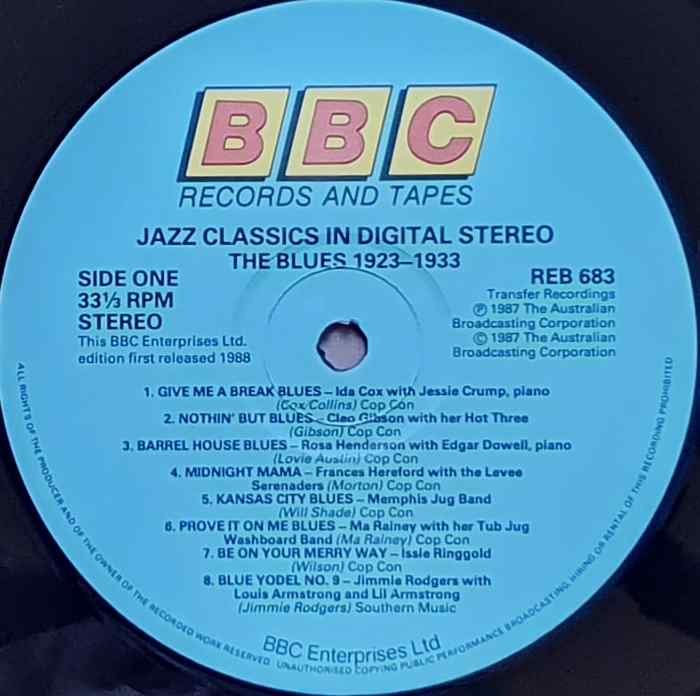 BBC
RECORDS AND TAPES
JAZZ CLASSICS IN DIGITAL STEREO
THE BLUES 1923–1933
SIDE ONE
33⅓ RPM
STEREO
This BBC Enterprises Ltd.
edition first released 1988
REB 683
Transfer Recordings
℗ 1987 The Australian
Broadcasting Corporation
© 1987 The Australian
Broadcasting Corporation
1. GIVE ME A BREAK BLUES – Ida Cox with Jessie Crump, piano
(Cox/Collins) Cop Con
2. NOTHIN' BUT BLUES – Cleo Gibson with her Hot Three
(Gibson) Cop Con
3. BARREL HOUSE BLUES – Rosa Henderson with Edgar Dowell, piano
(Lovie Austin) Cop Con
4. MIDNIGHT MAMA – Frances Hereford with the Levee
Serenaders (Morton) Cop Con
5. KANSAS CITY BLUES – Memphis Jug Band
(Will Shade) Cop Con
6. PROVE IT ON ME BLUES – Ma Rainey with her Tub Jug
Washboard Band (Ma Rainey) Cop Con
7. BE ON YOUR MERRY WAY – Issie Ringgold
(Wilson) Cop Con
8. BLUE YODEL NO. 9 – Jimmie Rodgers with
Louis Armstrong and Lil Armstrong
(Jimmie Rodgers) Southern Music
BBC Enterprises Ltd
ALL RIGHTS OF THE PRODUCER AND OF THE OWNER OF THE RECORDED WORK RESERVED UNAUTHORISED COPYING PUBLIC PERFORMANCE BROADCASTING, HIRING OR RENTAL OF THIS RECORDING PROHIBITED